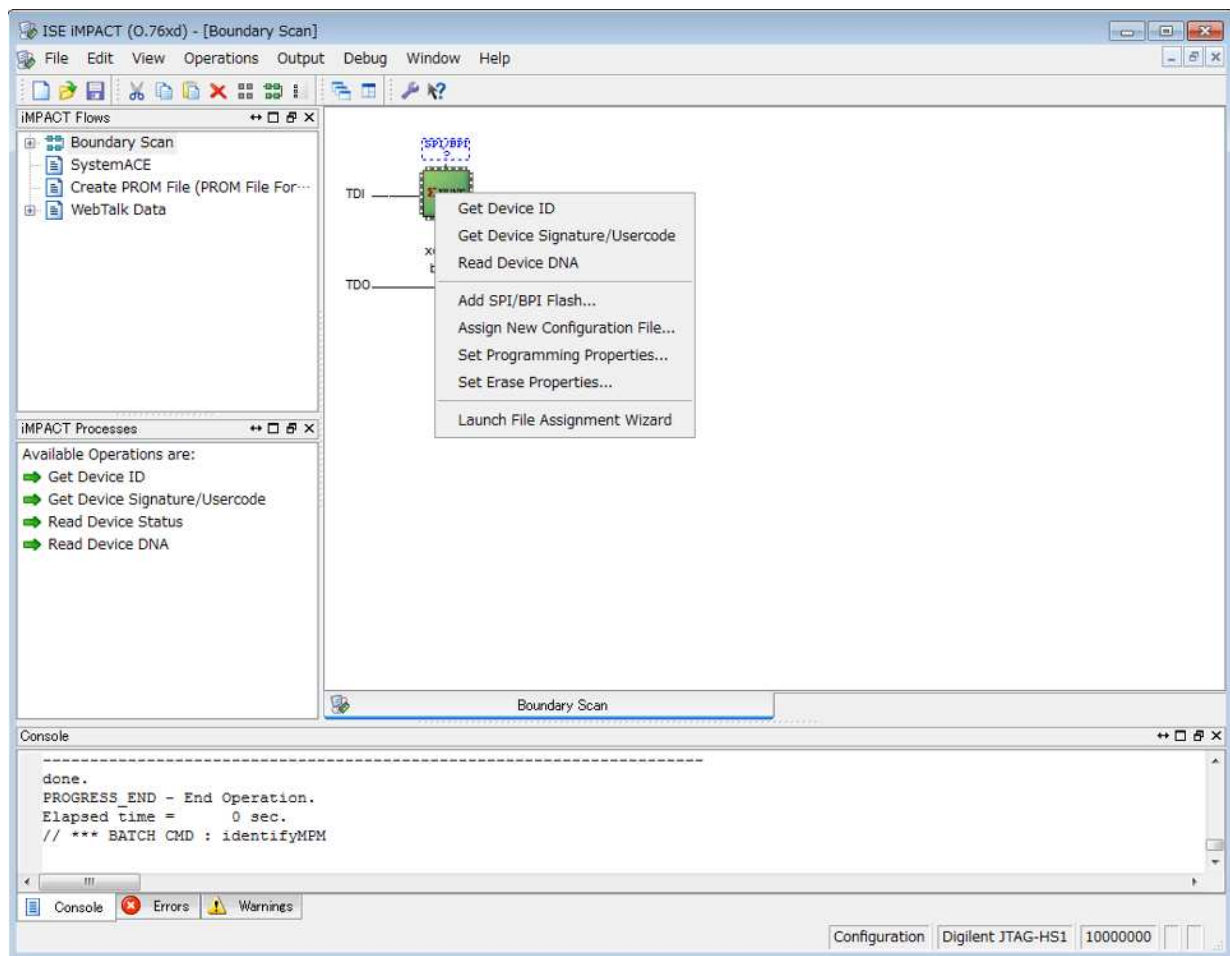 ISE iMPACT (O.76xd) - [Boundary Scan]
File Edit View Operations Output Debug Window Help
iMPACT Flows
Boundary Scan
SystemACE
Create PROM File (PROM File For...
WebTalk Data
iMPACT Processes
Available Operations are:
Get Device ID
Get Device Signature/Usercode
Read Device Status
Read Device DNA
SPI/BPI
?
TDI
TDO
Get Device ID
Get Device Signature/Usercode
Read Device DNA
Add SPI/BPI Flash...
Assign New Configuration File...
Set Programming Properties...
Set Erase Properties...
Launch File Assignment Wizard
Boundary Scan
Console
----------------------------------------------------------------------
done.
PROGRESS_END - End Operation.
Elapsed time =      0 sec.
// *** BATCH CMD : identifyMPM
Console Errors Warnings
Configuration Digilent JTAG-HS1 10000000